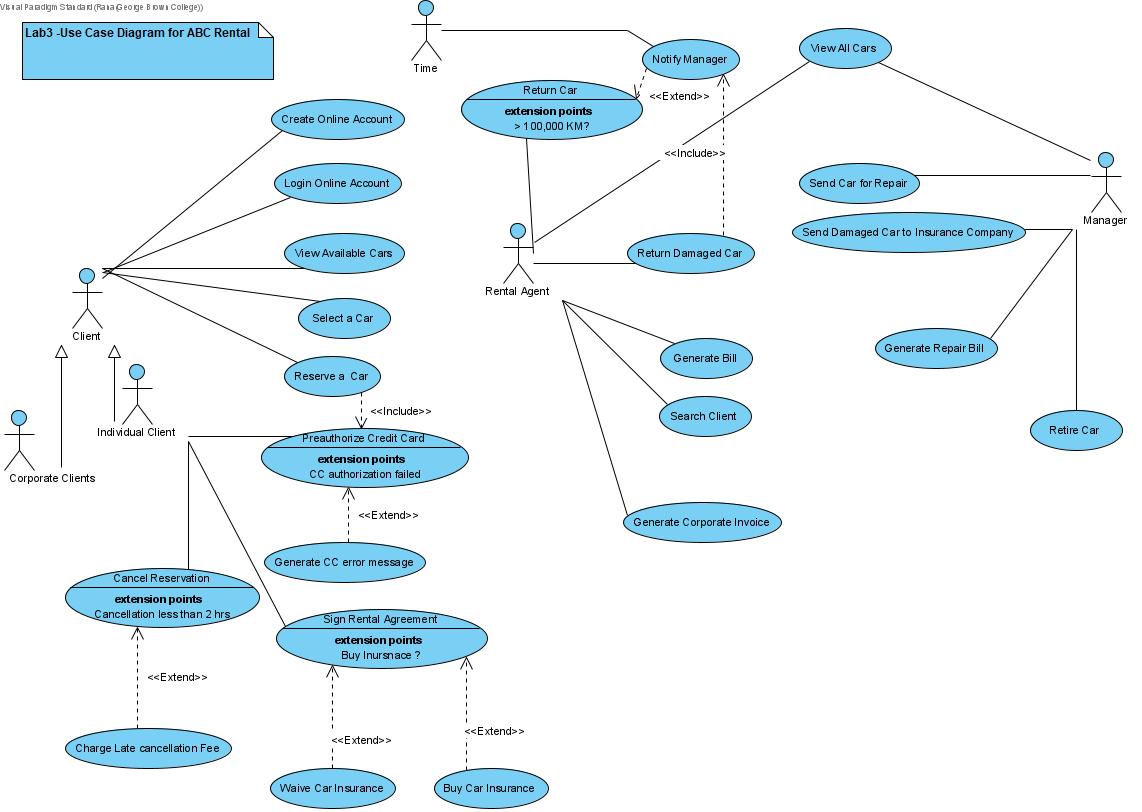 Visual Paradigm Standard (Rana(George Brown College))
Lab3 -Use Case Diagram for ABC Rental
Time
Notify Manager
View All Cars
Return Car
extension points
> 100,000 KM?
<<Extend>>
Create Online Account
<<Include>>
Login Online Account
Send Car for Repair
Manager
Send Damaged Car to Insurance Company
View Available Cars
Return Damaged Car
Rental Agent
Select a Car
Client
Generate Repair Bill
Generate Bill
Reserve a Car
<<Include>>
Search Client
Individual Client
Retire Car
Preauthorize Credit Card
extension points
CC authorization failed
Corporate Clients
<<Extend>>
Generate Corporate Invoice
Generate CC error message
Cancel Reservation
extension points
Cancellation less than 2 hrs
Sign Rental Agreement
extension points
Buy Inursnace ?
<<Extend>>
<<Extend>>
<<Extend>>
Charge Late cancellation Fee
Waive Car Insurance
Buy Car Insurance